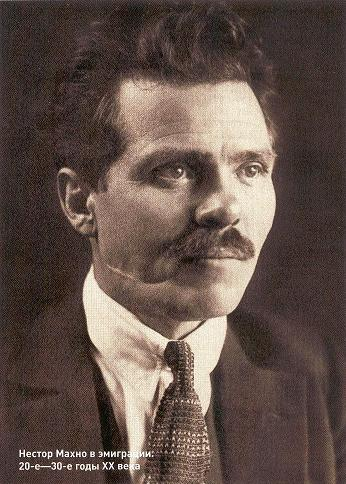 Нестор Махно в эмиграции:
20-е—30-е годы XX века